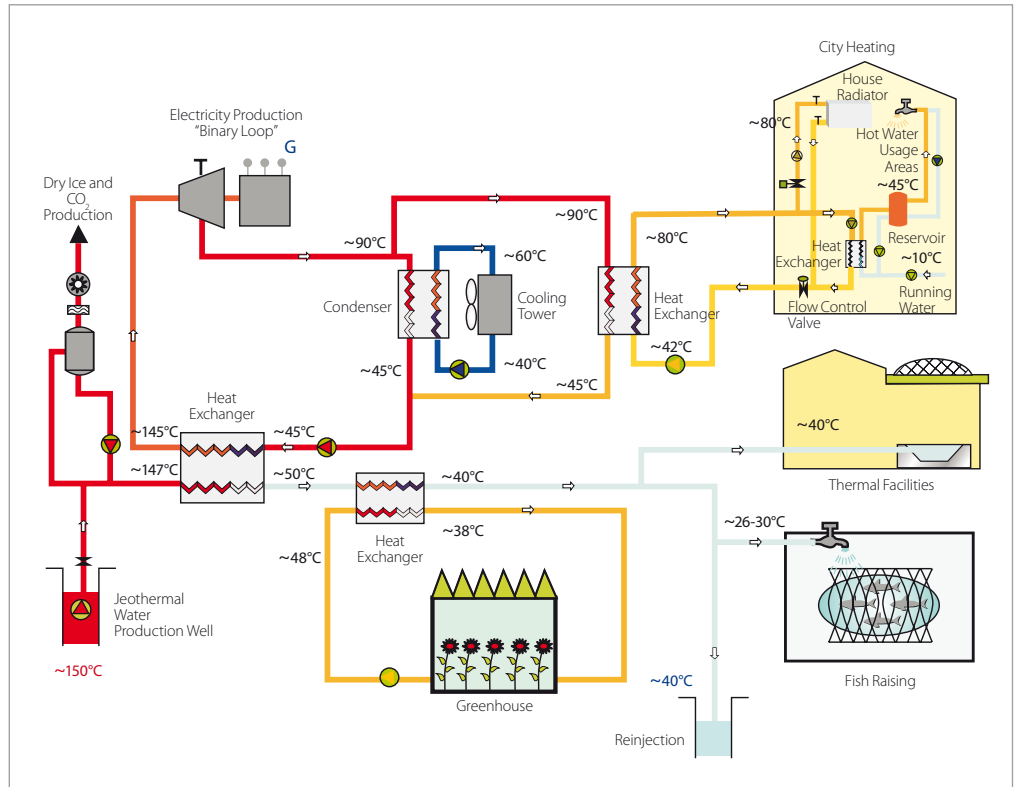 City Heating
House
Radiator
~80°C
Hot Water
Usage
Areas
~45°C
Reservoir
~10°C
Heat
Exchanger
Running
Water
Flow Control
Valve
Electricity Production
"Binary Loop"
G
T
Dry Ice and
CO2
Production
~90°C
~90°C
~60°C
~80°C
Condenser
Cooling
Tower
Heat
Exchanger
~40°C
~42°C
~45°C
~45°C
Heat
Exchanger
~145°C
~45°C
~147°C
~50°C
~40°C
~40°C
Thermal Facilities
~38°C
Heat
Exchanger
~48°C
~26-30°C
Jeothermal
Water
Production Well
~150°C
Greenhouse
~40°C
Reinjection
Fish Raising